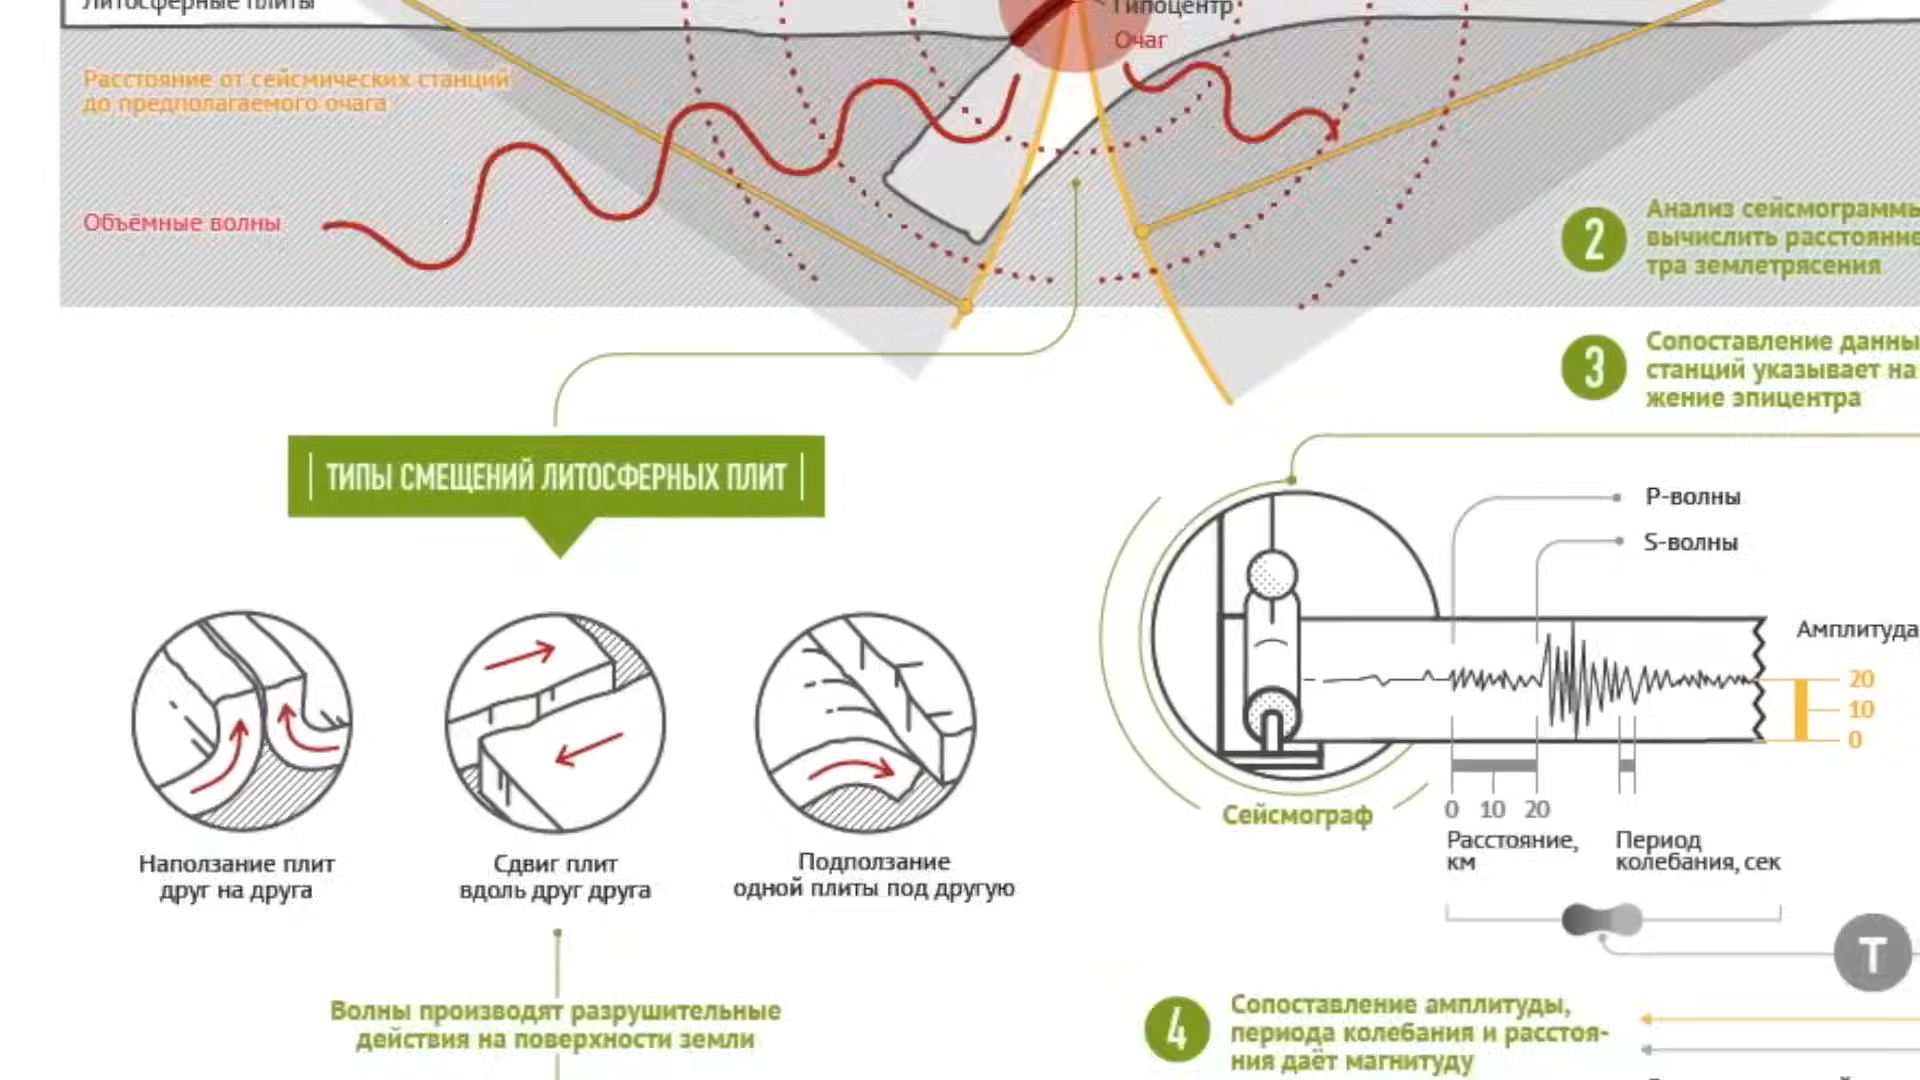 Литосферные плиты
Гипоцентр
Очаг
Расстояние от сейсмических станций
до предполагаемого очага
Объёмные волны
2
Анализ сейсмограммы
вычислить расстояние
тра землетрясения
3
Сопоставление данны
станций указывает на
жение эпицентра
ТИПЫ СМЕЩЕНИЙ ЛИТОСФЕРНЫХ ПЛИТ
Наползание плит
друг на друга
Сдвиг плит
вдоль друг друга
Подползание
одной плиты под другую
Волны производят разрушительные
действия на поверхности земли
P-волны
S-волны
Амплитуда
20
10
0
Сейсмограф
0 10 20
Расстояние,
км
Период
колебания, сек
T
4
Сопоставление амплитуды,
периода колебания и расстоя-
ния даёт магнитуду